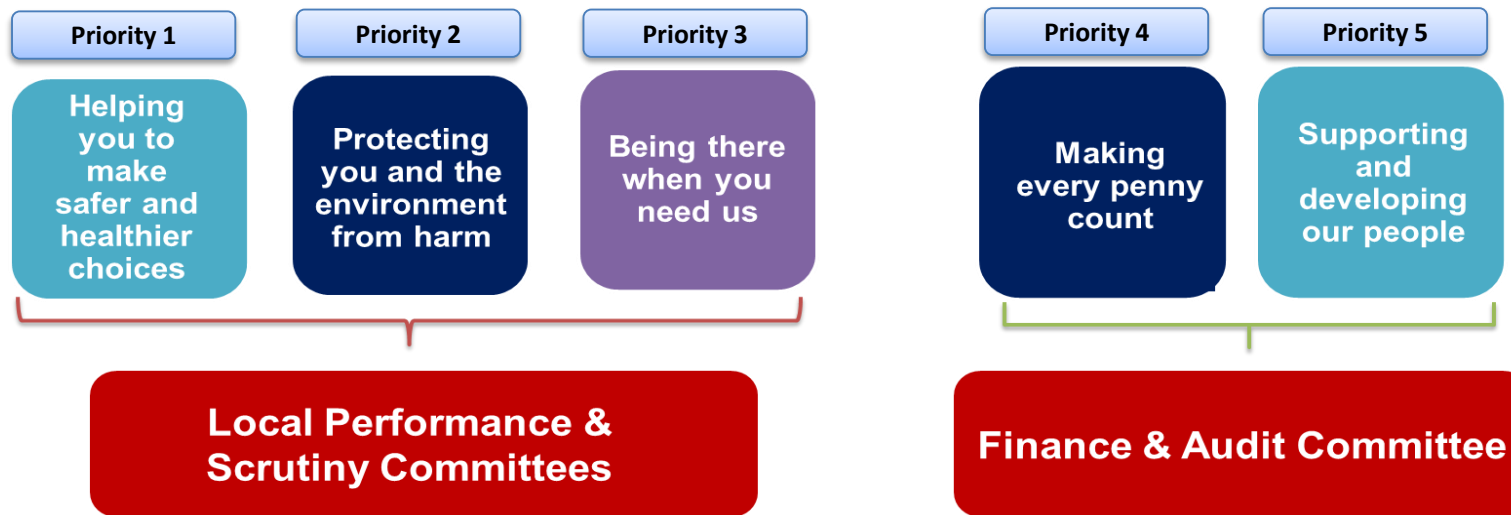 Priority 1
Priority 2
Priority 3
Priority 4
Priority 5
Helping
you to
make
safer and
healthier
choices
Protecting
you and the
environment
from harm
Being there
when you
need us
Making
every penny
count
Supporting
and
developing
our people
Local Performance &
Scrutiny Committees
Finance & Audit Committee